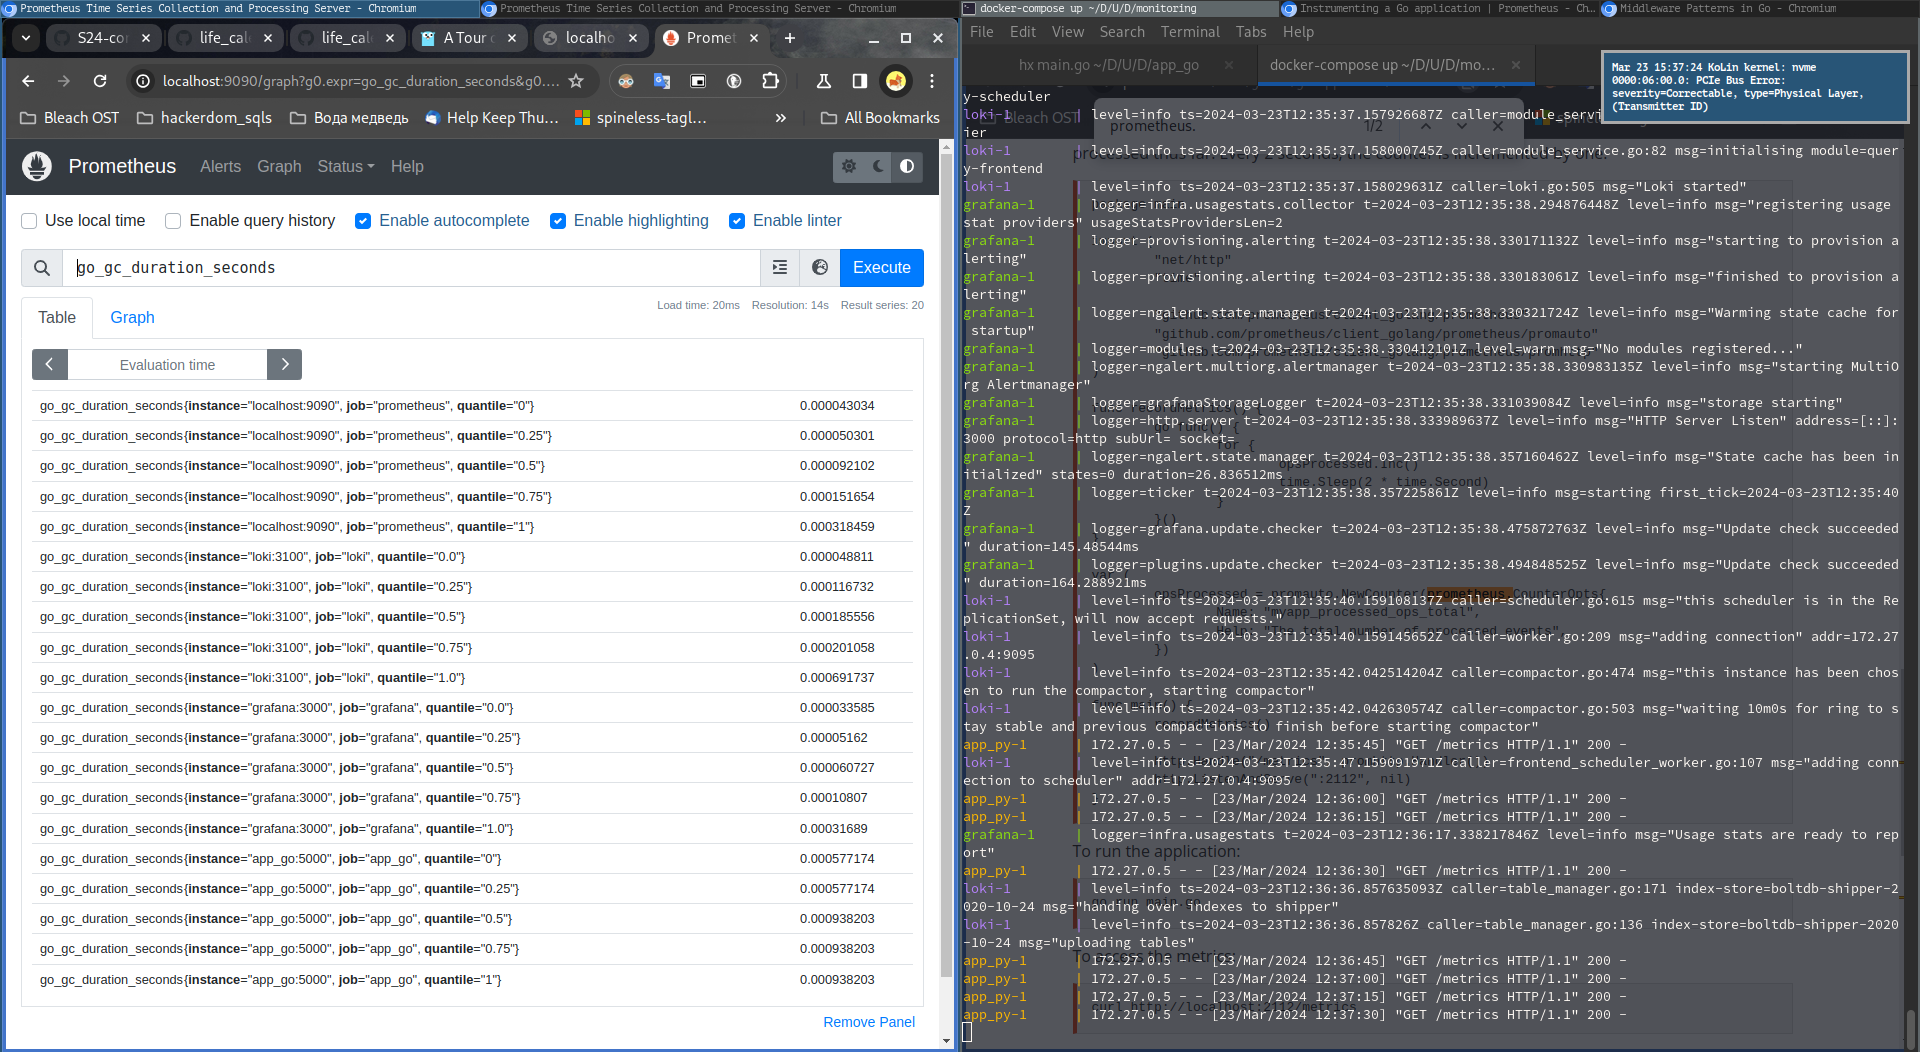 Prometheus Time Series Collection and Processing Server - Chromium
Prometheus Time Series Collection and Processing Server - Chromium
docker-compose up ~/D/U/D/monitoring
Instrumenting a Go application | Prometheus - Ch…
Middleware Patterns in Go - Chromium
S24-co
life_cal
life_cal
A Tour o
localho
Promet
localhost:9090/graph?g0.expr=go_gc_duration_seconds&g0....
Bleach OST
hackerdom_sqls
Вода медведь
Help Keep Thu…
spineless-tagl…
»
All Bookmarks
Prometheus
Alerts
Graph
Status
Help
Use local time
Enable query history
Enable autocomplete
Enable highlighting
Enable linter
go_gc_duration_seconds
Execute
Load time: 20ms Resolution: 14s Result series: 20
Table
Graph
Evaluation time
go_gc_duration_seconds{instance="localhost:9090", job="prometheus", quantile="0"} 0.000043034
go_gc_duration_seconds{instance="localhost:9090", job="prometheus", quantile="0.25"} 0.000050301
go_gc_duration_seconds{instance="localhost:9090", job="prometheus", quantile="0.5"} 0.000092102
go_gc_duration_seconds{instance="localhost:9090", job="prometheus", quantile="0.75"} 0.000151654
go_gc_duration_seconds{instance="localhost:9090", job="prometheus", quantile="1"} 0.000318459
go_gc_duration_seconds{instance="loki:3100", job="loki", quantile="0.0"} 0.000048811
go_gc_duration_seconds{instance="loki:3100", job="loki", quantile="0.25"} 0.000116732
go_gc_duration_seconds{instance="loki:3100", job="loki", quantile="0.5"} 0.000185556
go_gc_duration_seconds{instance="loki:3100", job="loki", quantile="0.75"} 0.000201058
go_gc_duration_seconds{instance="loki:3100", job="loki", quantile="1.0"} 0.000691737
go_gc_duration_seconds{instance="grafana:3000", job="grafana", quantile="0.0"} 0.000033585
go_gc_duration_seconds{instance="grafana:3000", job="grafana", quantile="0.25"} 0.00005162
go_gc_duration_seconds{instance="grafana:3000", job="grafana", quantile="0.5"} 0.000060727
go_gc_duration_seconds{instance="grafana:3000", job="grafana", quantile="0.75"} 0.00010807
go_gc_duration_seconds{instance="grafana:3000", job="grafana", quantile="1.0"} 0.00031689
go_gc_duration_seconds{instance="app_go:5000", job="app_go", quantile="0"} 0.000577174
go_gc_duration_seconds{instance="app_go:5000", job="app_go", quantile="0.25"} 0.000577174
go_gc_duration_seconds{instance="app_go:5000", job="app_go", quantile="0.5"} 0.000938203
go_gc_duration_seconds{instance="app_go:5000", job="app_go", quantile="0.75"} 0.000938203
go_gc_duration_seconds{instance="app_go:5000", job="app_go", quantile="1"} 0.000938203
Remove Panel
File Edit View Search Terminal Tabs Help
hx main.go ~/D/U/D/app_go
docker-compose up ~/D/U/D/mo…
Mar 23 15:37:24 KoLin kernel: nvme
0000:06:00.0: PCIe Bus Error:
severity=Correctable, type=Physical Layer,
(Transmitter ID)
y-scheduler
loki-1 | level=info ts=2024-03-23T12:35:37.157926687Z caller=module_servi
ier
loki-1 | level=info ts=2024-03-23T12:35:37.158000745Z caller=module_service.go:82 msg=initialising module=quer
y-frontend
loki-1 | level=info ts=2024-03-23T12:35:37.158029631Z caller=loki.go:505 msg="Loki started"
grafana-1 | logger=infra.usagestats.collector t=2024-03-23T12:35:38.294876448Z level=info msg="registering usage
stat providers" usageStatsProvidersLen=2
grafana-1 | logger=provisioning.alerting t=2024-03-23T12:35:38.330171132Z level=info msg="starting to provision a
lerting"
grafana-1 | logger=provisioning.alerting t=2024-03-23T12:35:38.330183061Z level=info msg="finished to provision a
lerting"
grafana-1 | logger=ngalert.state.manager t=2024-03-23T12:35:38.330321724Z level=info msg="Warming state cache for
startup"
grafana-1 | logger=modules t=2024-03-23T12:35:38.330412101Z level=warn msg="No modules registered..."
grafana-1 | logger=ngalert.multiorg.alertmanager t=2024-03-23T12:35:38.330983135Z level=info msg="starting MultiO
rg Alertmanager"
grafana-1 | logger=grafanaStorageLogger t=2024-03-23T12:35:38.331039084Z level=info msg="storage starting"
grafana-1 | logger=http.server t=2024-03-23T12:35:38.333989637Z level=info msg="HTTP Server Listen" address=[::]:
3000 protocol=http subUrl= socket=
grafana-1 | logger=ngalert.state.manager t=2024-03-23T12:35:38.357160462Z level=info msg="State cache has been in
itialized" states=0 duration=26.836512ms
grafana-1 | logger=ticker t=2024-03-23T12:35:38.357225861Z level=info msg=starting first_tick=2024-03-23T12:35:40
Z
grafana-1 | logger=grafana.update.checker t=2024-03-23T12:35:38.475872763Z level=info msg="Update check succeeded
" duration=145.48544ms
grafana-1 | logger=plugins.update.checker t=2024-03-23T12:35:38.494848525Z level=info msg="Update check succeeded
" duration=164.288921ms
loki-1 | level=info ts=2024-03-23T12:35:40.159108137Z caller=scheduler.go:615 msg="this scheduler is in the Re
plicationSet, will now accept requests."
loki-1 | level=info ts=2024-03-23T12:35:40.159145652Z caller=worker.go:209 msg="adding connection" addr=172.27
.0.4:9095
loki-1 | level=info ts=2024-03-23T12:35:42.042514204Z caller=compactor.go:474 msg="this instance has been chos
en to run the compactor, starting compactor"
loki-1 | level=info ts=2024-03-23T12:35:42.042630574Z caller=compactor.go:503 msg="waiting 10m0s for ring to s
tay stable and previous compactions to finish before starting compactor"
app_py-1 | 172.27.0.5 - - [23/Mar/2024 12:35:45] "GET /metrics HTTP/1.1" 200 -
loki-1 | level=info ts=2024-03-23T12:35:47.159091971Z caller=frontend_scheduler_worker.go:107 msg="adding conn
ection to scheduler" addr=172.27.0.4:9095
app_py-1 | 172.27.0.5 - - [23/Mar/2024 12:36:00] "GET /metrics HTTP/1.1" 200 -
app_py-1 | 172.27.0.5 - - [23/Mar/2024 12:36:15] "GET /metrics HTTP/1.1" 200 -
grafana-1 | logger=infra.usagestats t=2024-03-23T12:36:17.338217846Z level=info msg="Usage stats are ready to rep
ort"
To run the application:
app_py-1 | 172.27.0.5 - - [23/Mar/2024 12:36:30] "GET /metrics HTTP/1.1" 200 -
loki-1 | level=info ts=2024-03-23T12:36:36.857635093Z caller=table_manager.go:171 index-store=boltdb-shipper-2
020-10-24 msg="handing over indexes to shipper"
loki-1 | level=info ts=2024-03-23T12:36:36.857826Z caller=table_manager.go:136 index-store=boltdb-shipper-2020
-10-24 msg="uploading tables"
app_py-1 | 172.27.0.5 - - [23/Mar/2024 12:36:45] "GET /metrics HTTP/1.1" 200 -
app_py-1 | 172.27.0.5 - - [23/Mar/2024 12:37:00] "GET /metrics HTTP/1.1" 200 -
app_py-1 | 172.27.0.5 - - [23/Mar/2024 12:37:15] "GET /metrics HTTP/1.1" 200 -
app_py-1 | 172.27.0.5 - - [23/Mar/2024 12:37:30] "GET /metrics HTTP/1.1" 200 -